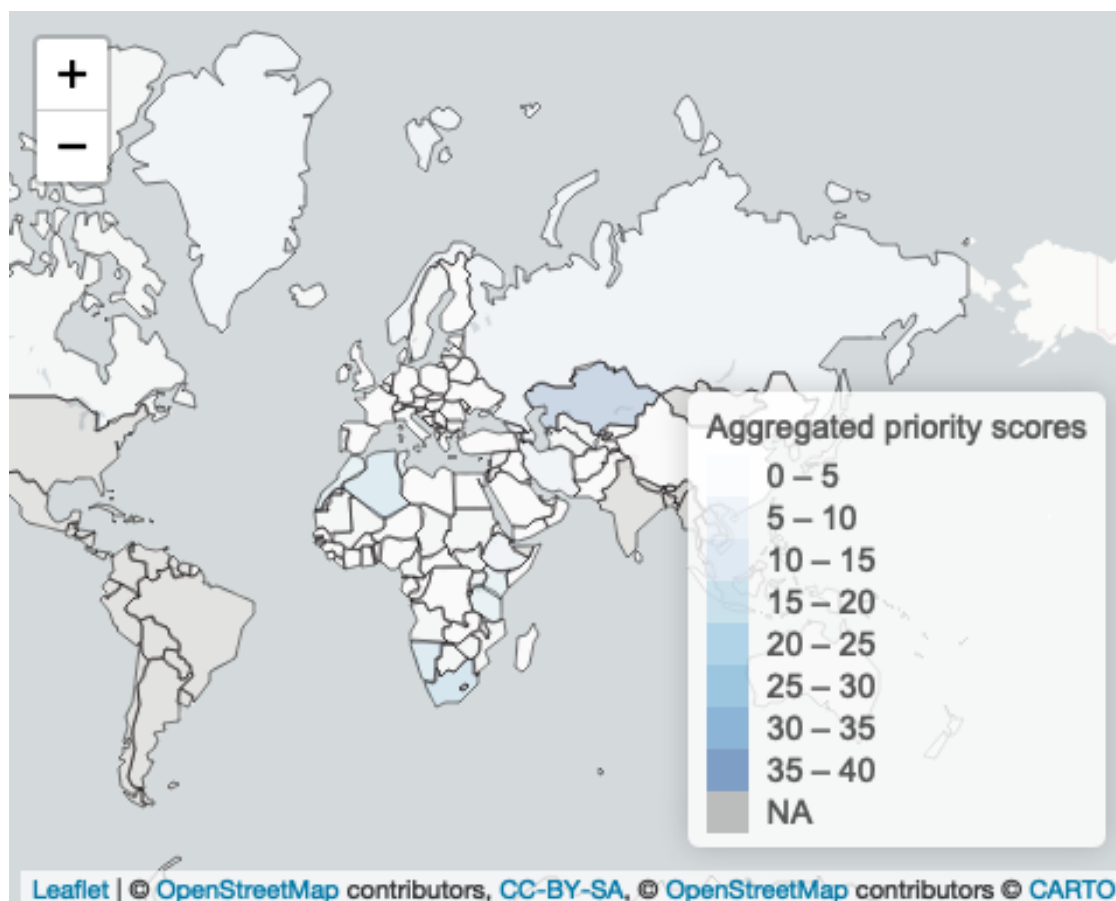 +
−
Aggregated priority scores
0 – 5
5 – 10
10 – 15
15 – 20
20 – 25
25 – 30
30 – 35
35 – 40
NA
Leaflet | © OpenStreetMap contributors, CC-BY-SA, © OpenStreetMap contributors © CARTO